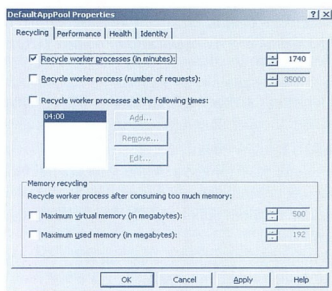 DefaultAppPool Properties
Recycling Performance Health Identity
Recycle worker processes (in minutes): 1740
Recycle worker process (number of requests): 35000
Recycle worker processes at the following times:
04:00
Add...
Remove...
Edit...
Memory recycling
Recycle worker process after consuming too much memory:
Maximum virtual memory (in megabytes): 500
Maximum used memory (in megabytes): 192
OK Cancel Apply Help